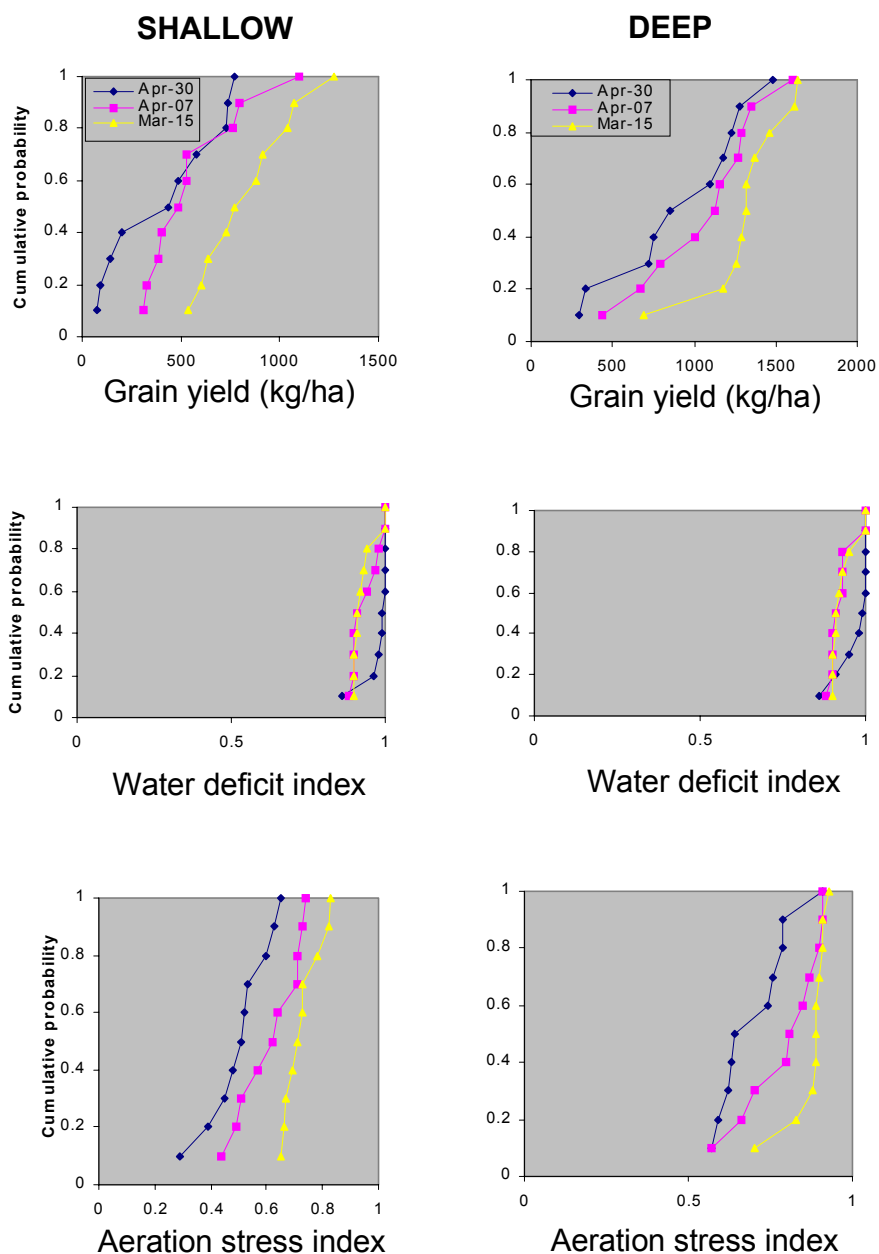 SHALLOW
DEEP
Cumulative probability
1
0.8
0.6
0.4
0.2
0
Apr-30
Apr-07
Mar-15
0 500 1000 1500
Grain yield (kg/ha)
1
0.8
0.6
0.4
0.2
0
Apr-30
Apr-07
Mar-15
0 500 1000 1500 2000
Grain yield (kg/ha)
Cumulative probability
1
0.8
0.6
0.4
0.2
0
0 0.5 1
Water deficit index
1
0.8
0.6
0.4
0.2
0
0 0.5 1
Water deficit index
Cumulative probability
1
0.8
0.6
0.4
0.2
0
0 0.2 0.4 0.6 0.8 1
Aeration stress index
1
0.8
0.6
0.4
0.2
0
0 0.5 1
Aeration stress index